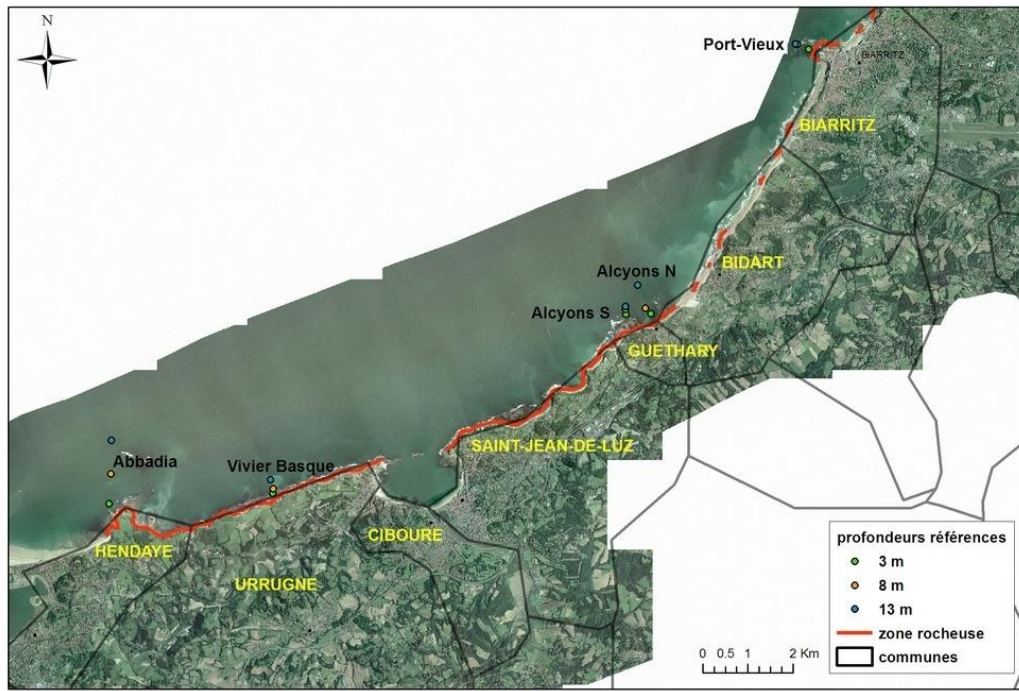 N
Port-Vieux
BIARRITZ
BIARRITZ
BIDART
Alcyons N
Alcyons S
GUETHARY
SAINT-JEAN-DE-LUZ
Abbadia
Vivier Basque
HENDAYE
CIBOURE
URRUGNE
profondeurs références
3 m
8 m
13 m
zone rocheuse
communes
0 0.5 1 2 Km